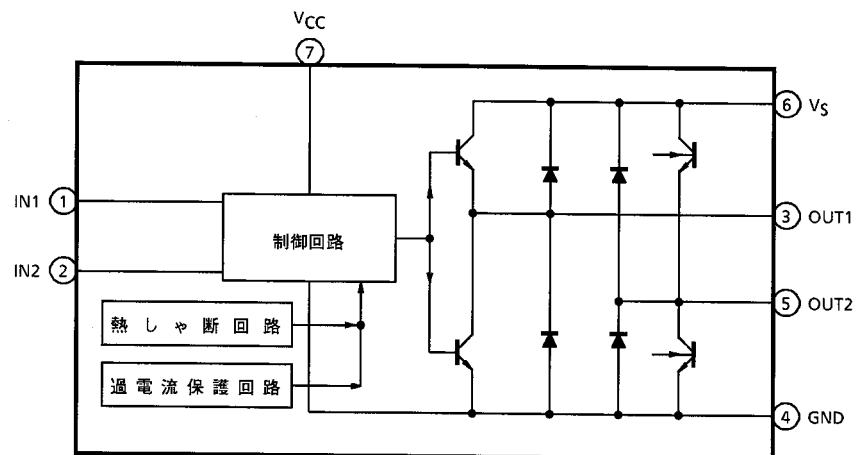 VCC
7
6 VS
IN1 1
3 OUT1
制御回路
IN2 2
5 OUT2
熱しゃ断回路
過電流保護回路
4 GND